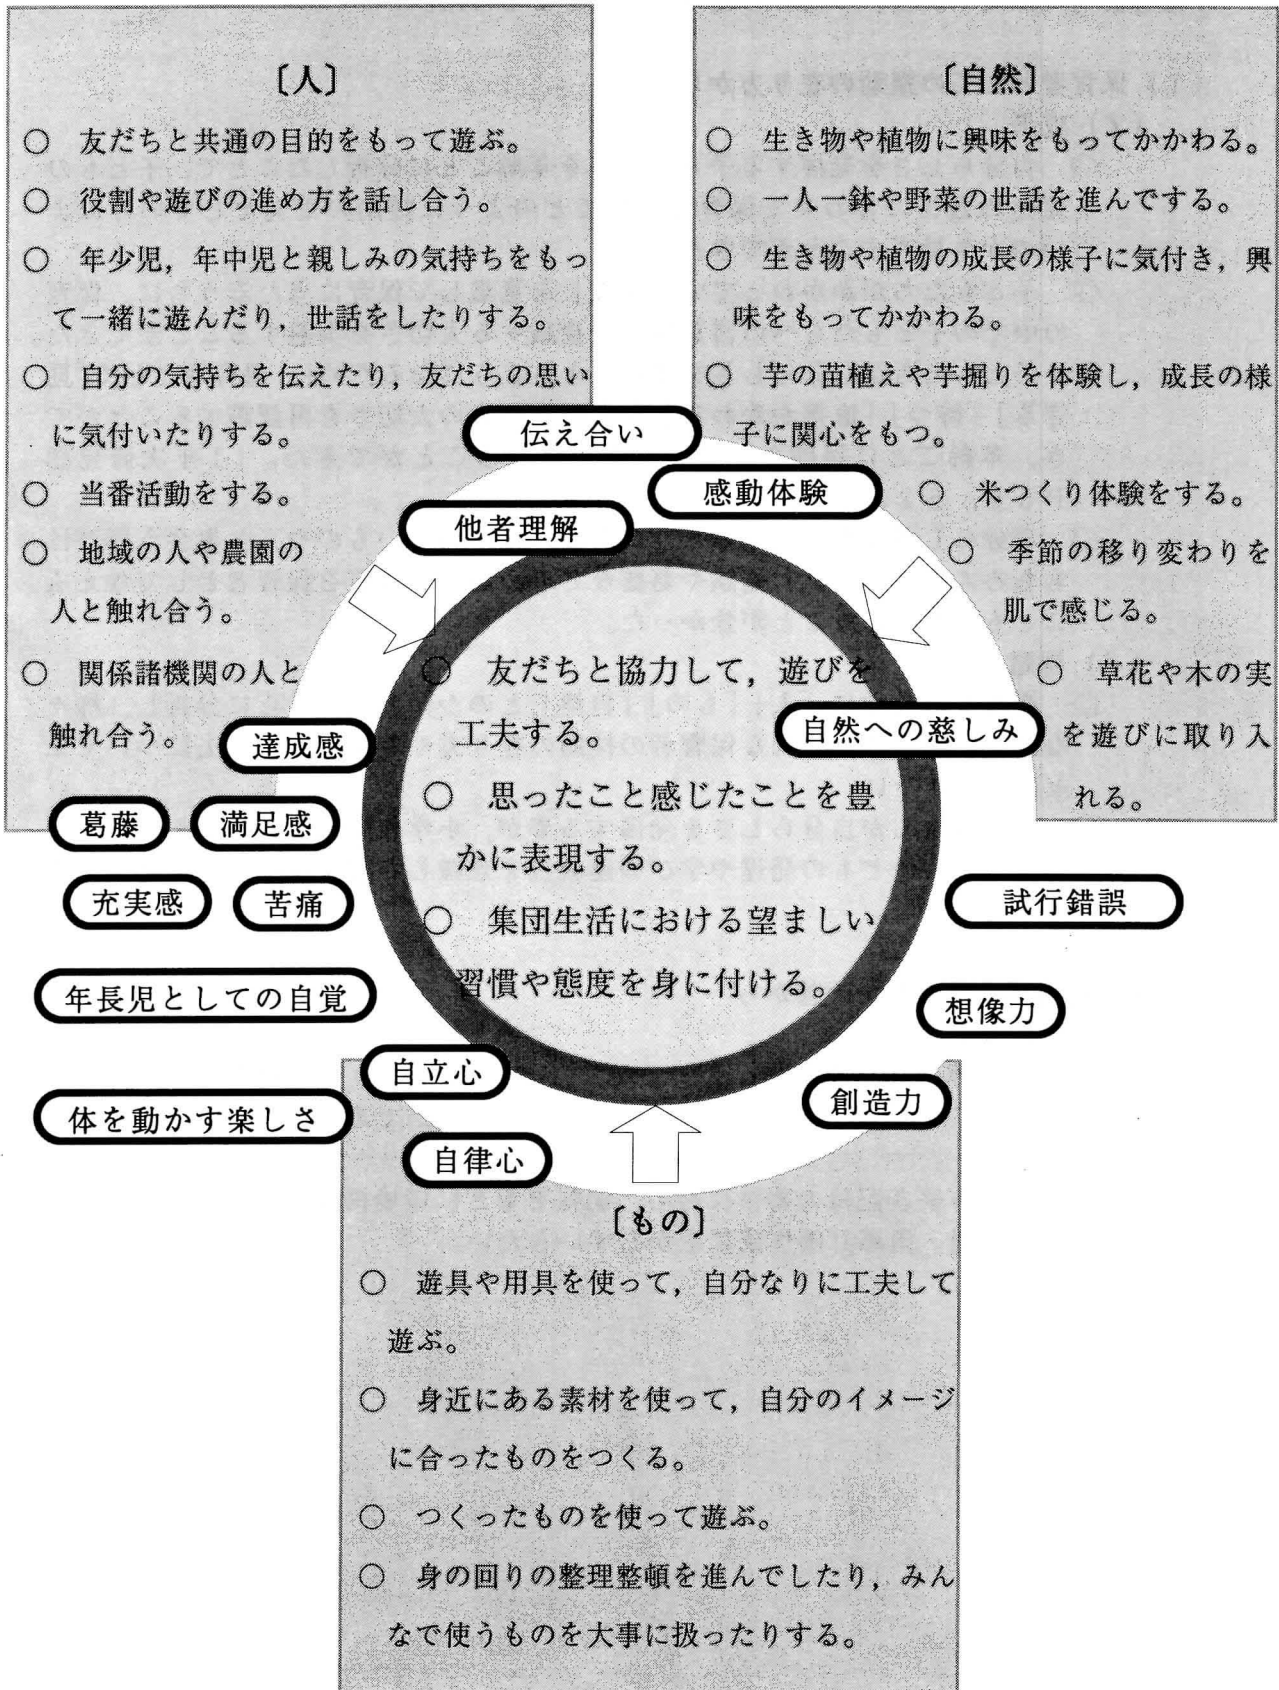 〔人〕
○　友だちと共通の目的をもって遊ぶ。
○　役割や遊びの進め方を話し合う。
○　年少児，年中児と親しみの気持ちをもっ
て一緒に遊んだり，世話をしたりする。
○　自分の気持ちを伝えたり，友だちの思い
に気付いたりする。
○　当番活動をする。
○　地域の人や農園の
人と触れ合う。
○　関係諸機関の人と
触れ合う。
〔自然〕
○　生き物や植物に興味をもってかかわる。
○　一人一鉢や野菜の世話を進んでする。
○　生き物や植物の成長の様子に気付き，興
味をもってかかわる。
○　芋の苗植えや芋掘りを体験し，成長の様
子に関心をもつ。
○　米つくり体験をする。
○　季節の移り変わりを
肌で感じる。
○　草花や木の実
を遊びに取り入
れる。
伝え合い
感動体験
他者理解
○　友だちと協力して，遊びを
工夫する。
○　思ったこと感じたことを豊
かに表現する。
○　集団生活における望ましい
習慣や態度を身に付ける。
自然への慈しみ
達成感
葛藤
満足感
充実感
苦痛
試行錯誤
年長児としての自覚
想像力
自立心
創造力
体を動かす楽しさ
自律心
〔もの〕
○　遊具や用具を使って，自分なりに工夫して
遊ぶ。
○　身近にある素材を使って，自分のイメージ
に合ったものをつくる。
○　つくったものを使って遊ぶ。
○　身の回りの整理整頓を進んでしたり，みん
なで使うものを大事に扱ったりする。